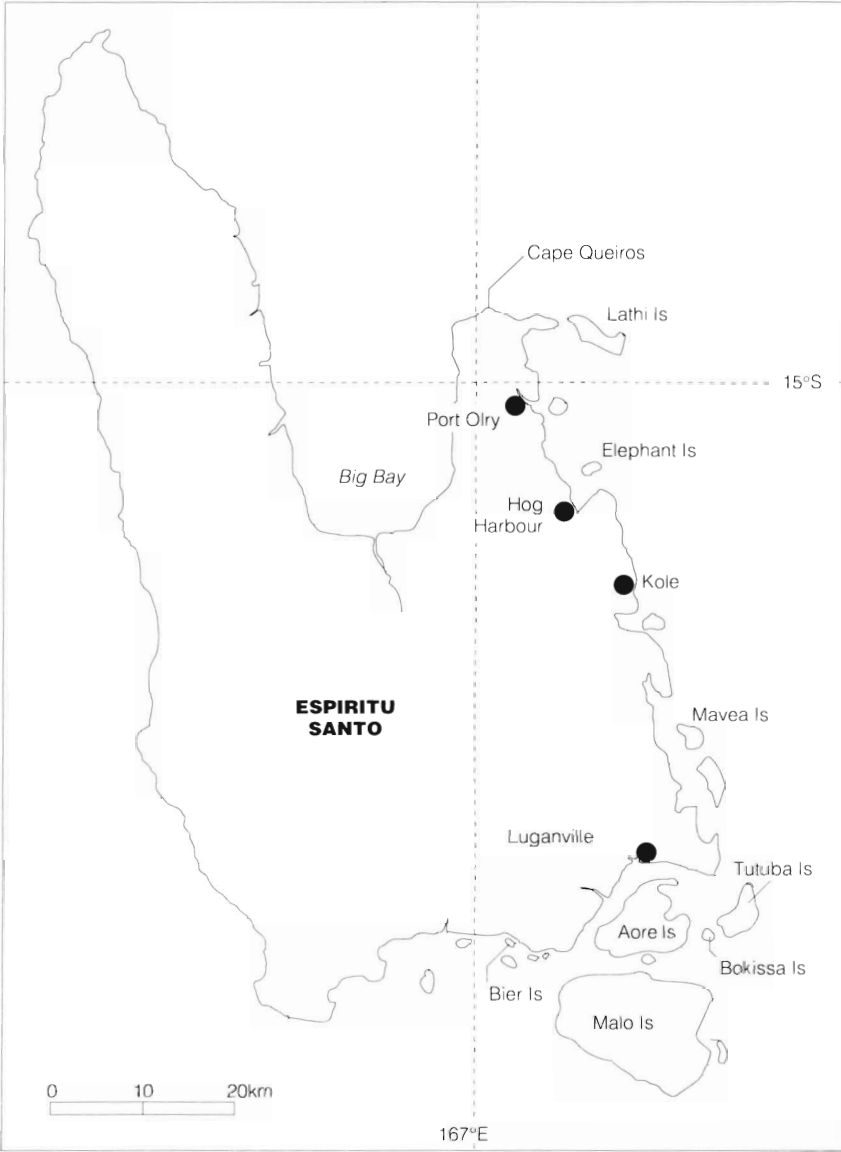 Cape Queiros
Lathi Is
15°S
Port Olry
Elephant Is
Big Bay
Hog
Harbour
Kole
ESPIRITU
SANTO
Mavea Is
Luganville
Tutuba Is
Aore Is
Bokissa Is
Bier Is
Malo Is
0 10 20km
167°E